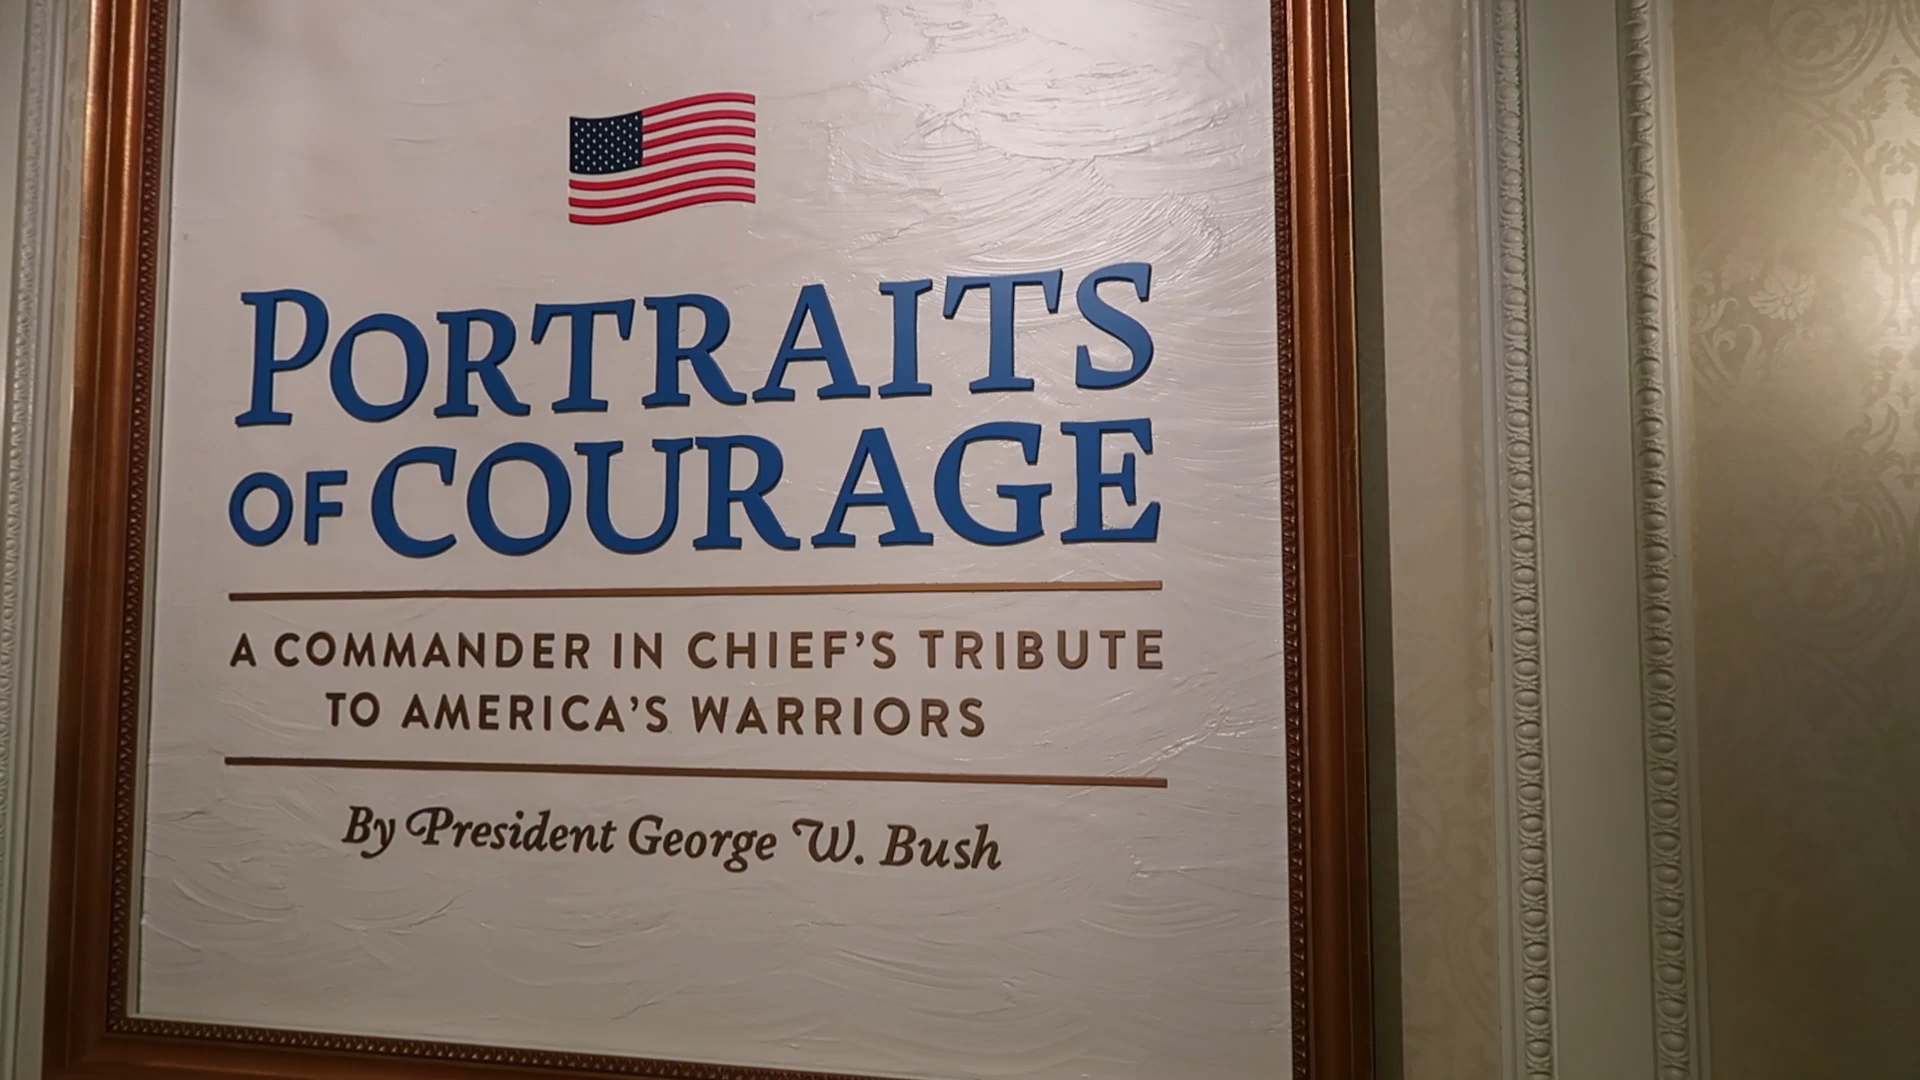 PORTRAITS
OF COURAGE
A COMMANDER IN CHIEF'S TRIBUTE
TO AMERICA'S WARRIORS
By President George W. Bush